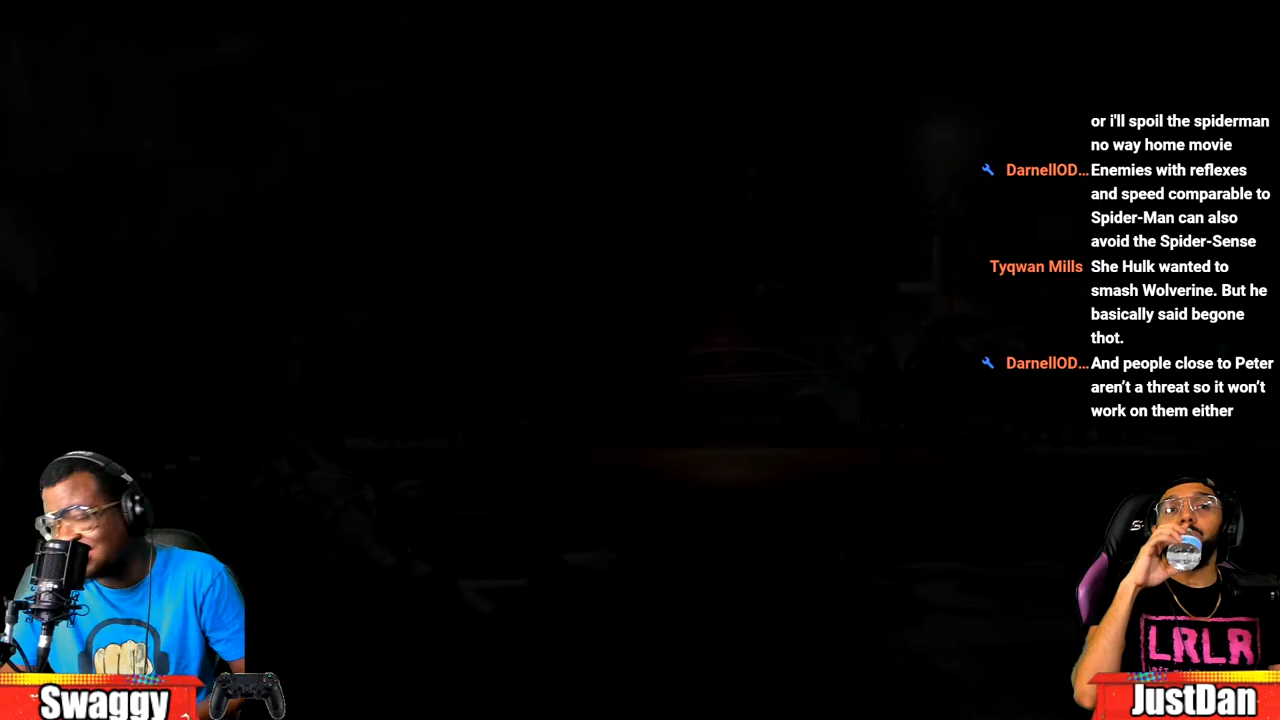 or i'll spoil the spiderman
no way home movie
DarnellOD… Enemies with reflexes
and speed comparable to
Spider-Man can also
avoid the Spider-Sense
Tyqwan Mills She Hulk wanted to
smash Wolverine. But he
basically said begone
thot.
DarnellOD… And people close to Peter
aren’t a threat so it won’t
work on them either
LRLR
Swaggy
JustDan